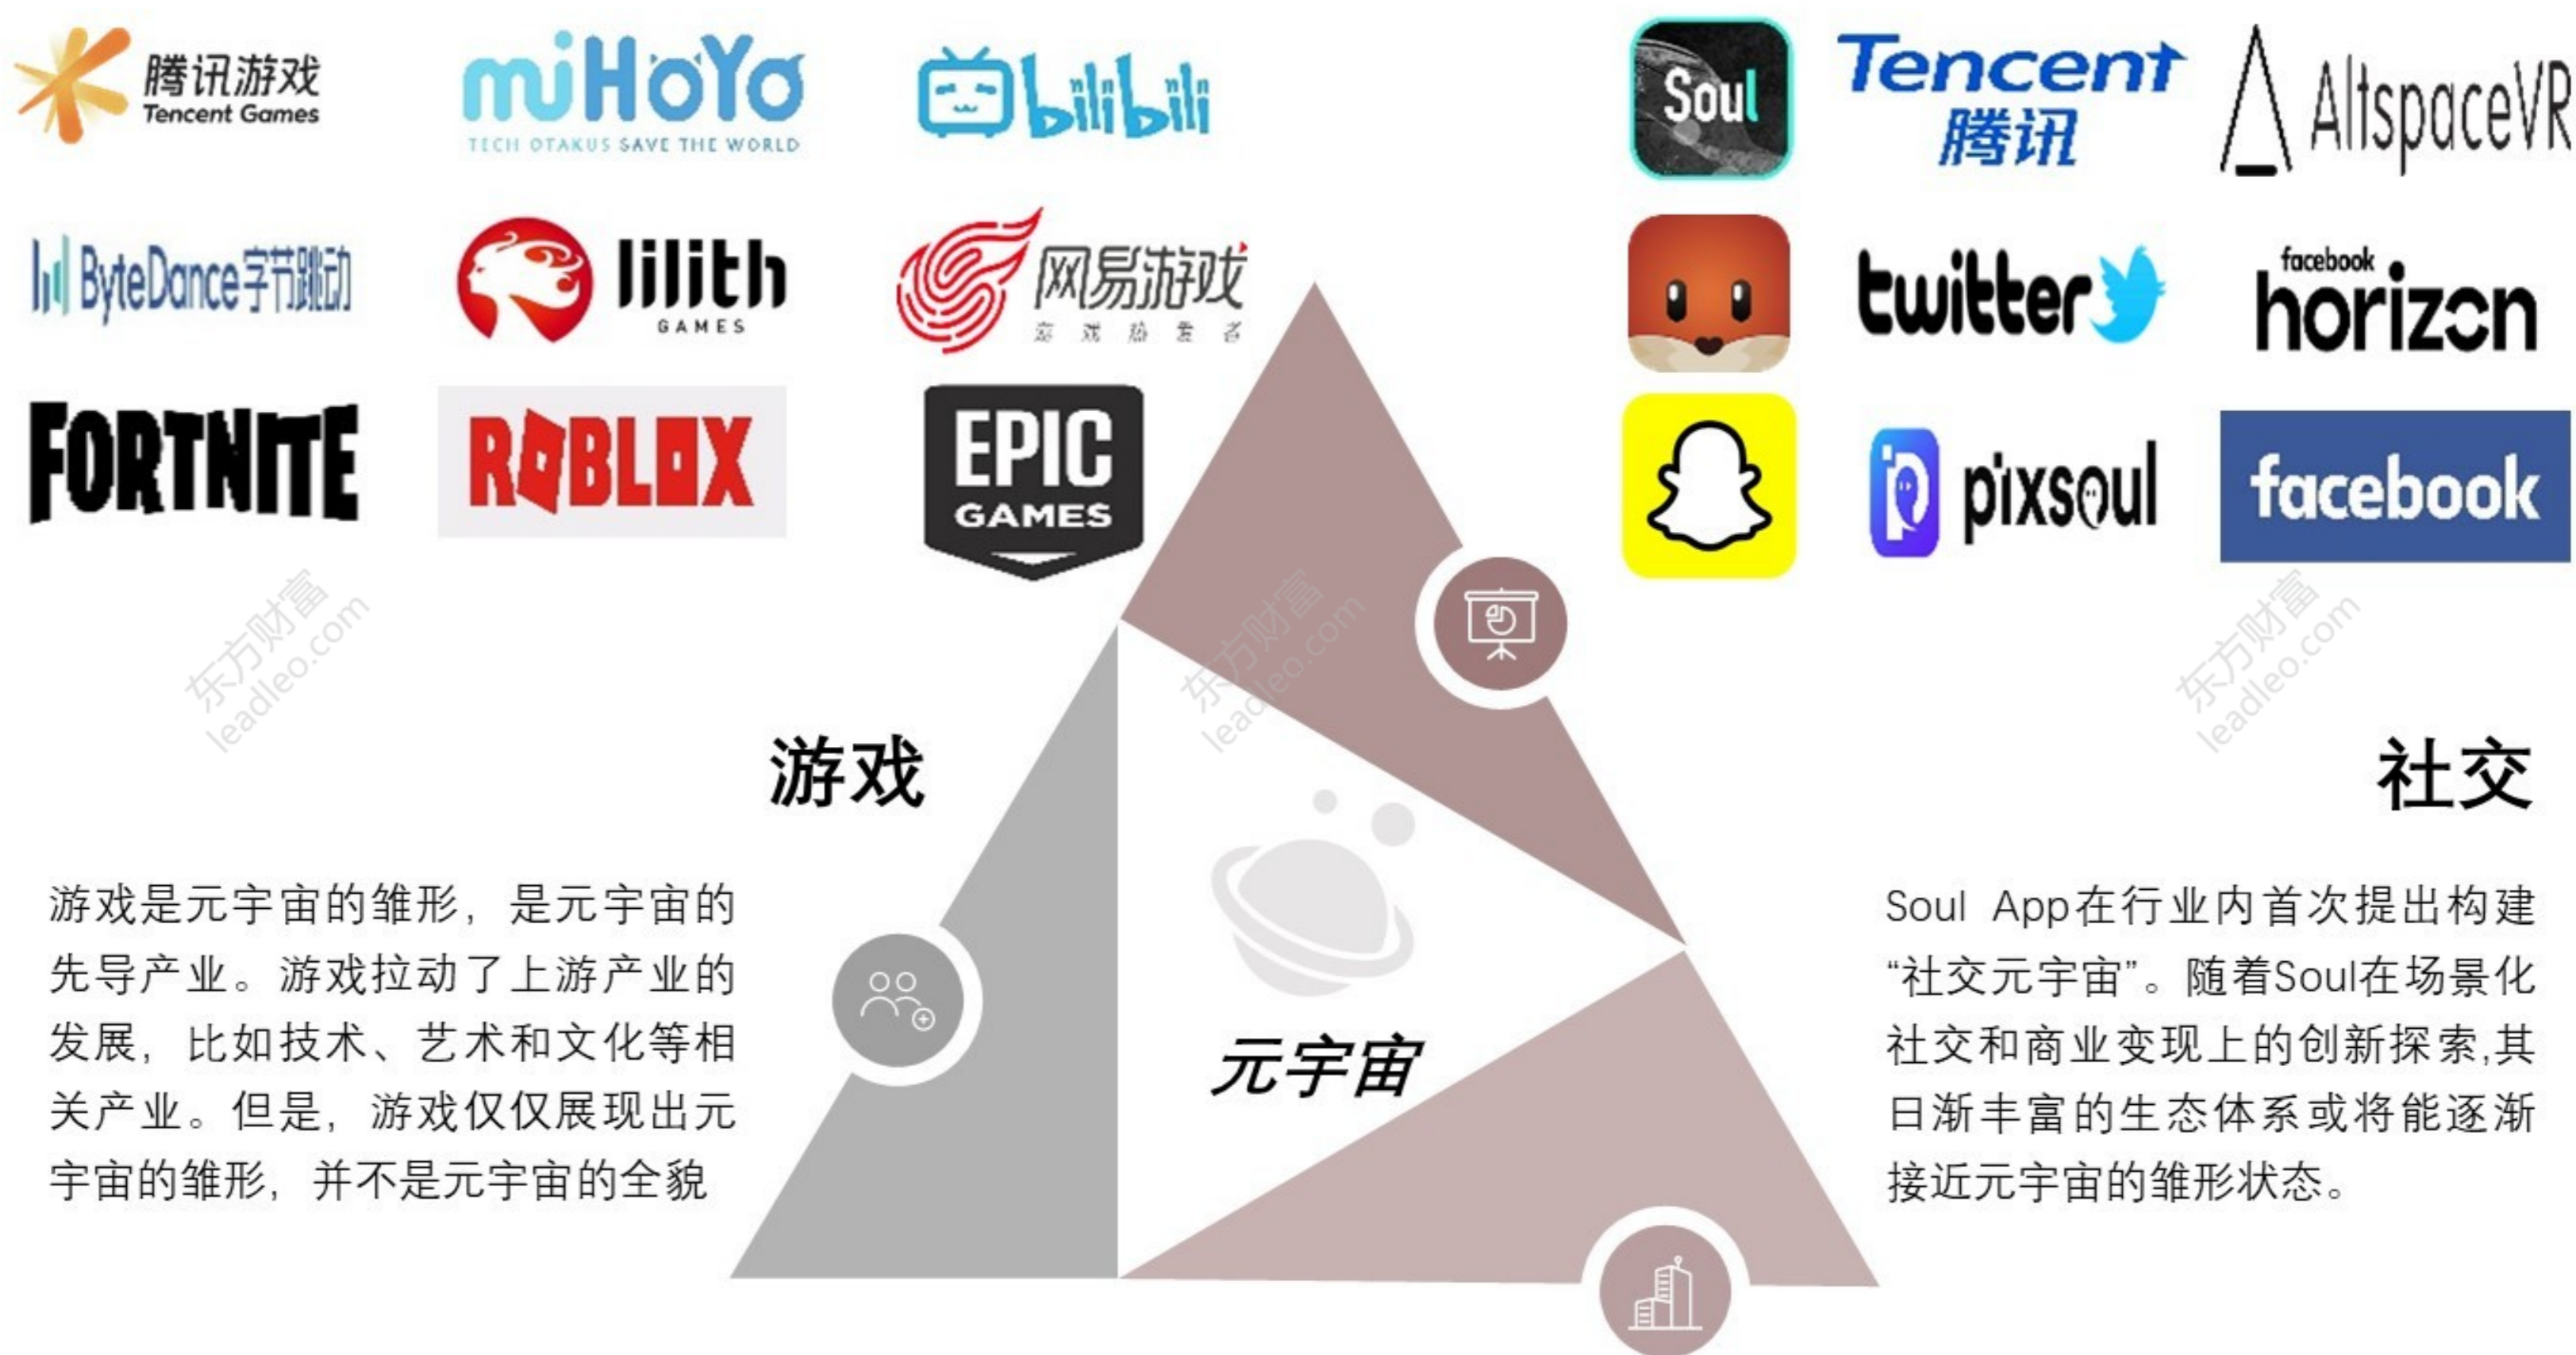 腾讯游戏
Tencent Games
miHoYo
TECH OTAKUS SAVE THE WORLD
bilibili
ByteDance字节跳动
lilith
GAMES
网易游戏
游戏热爱者
FORTNITE
ROBLOX
EPIC
GAMES
Soul
Tencent
腾讯
AltspaceVR
twitter
facebook
horizon
pixsoul
facebook
东方财富
leadleo.com
东方财富
leadleo.com
东方财富
leadleo.com
游戏
游戏是元宇宙的雏形，是元宇宙的
先导产业。游戏拉动了上游产业的
发展，比如技术、艺术和文化等相
关产业。但是，游戏仅仅展现出元
宇宙的雏形，并不是元宇宙的全貌
元宇宙
社交
Soul App在行业内首次提出构建
“社交元宇宙”。随着Soul在场景化
社交和商业变现上的创新探索,其
日渐丰富的生态体系或将能逐渐
接近元宇宙的雏形状态。